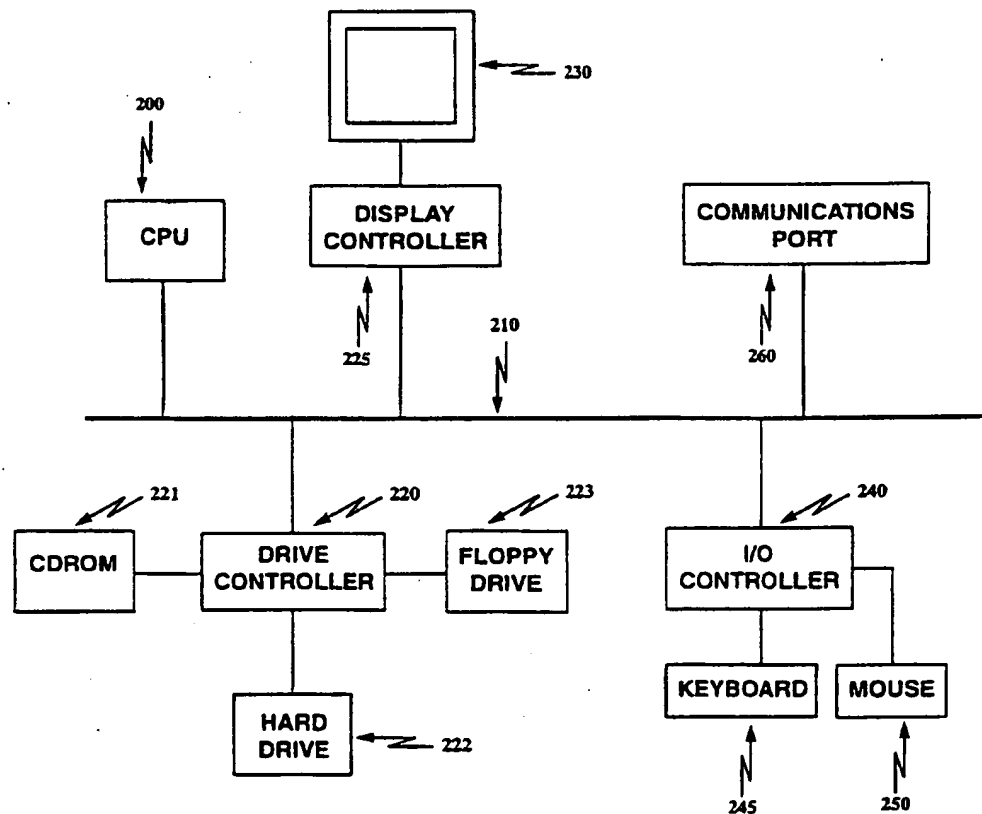 230
200
CPU
DISPLAY
CONTROLLER
COMMUNICATIONS
PORT
225
210
260
221
220
223
240
CDROM
DRIVE
CONTROLLER
FLOPPY
DRIVE
I/O
CONTROLLER
KEYBOARD
MOUSE
HARD
DRIVE
222
245
250